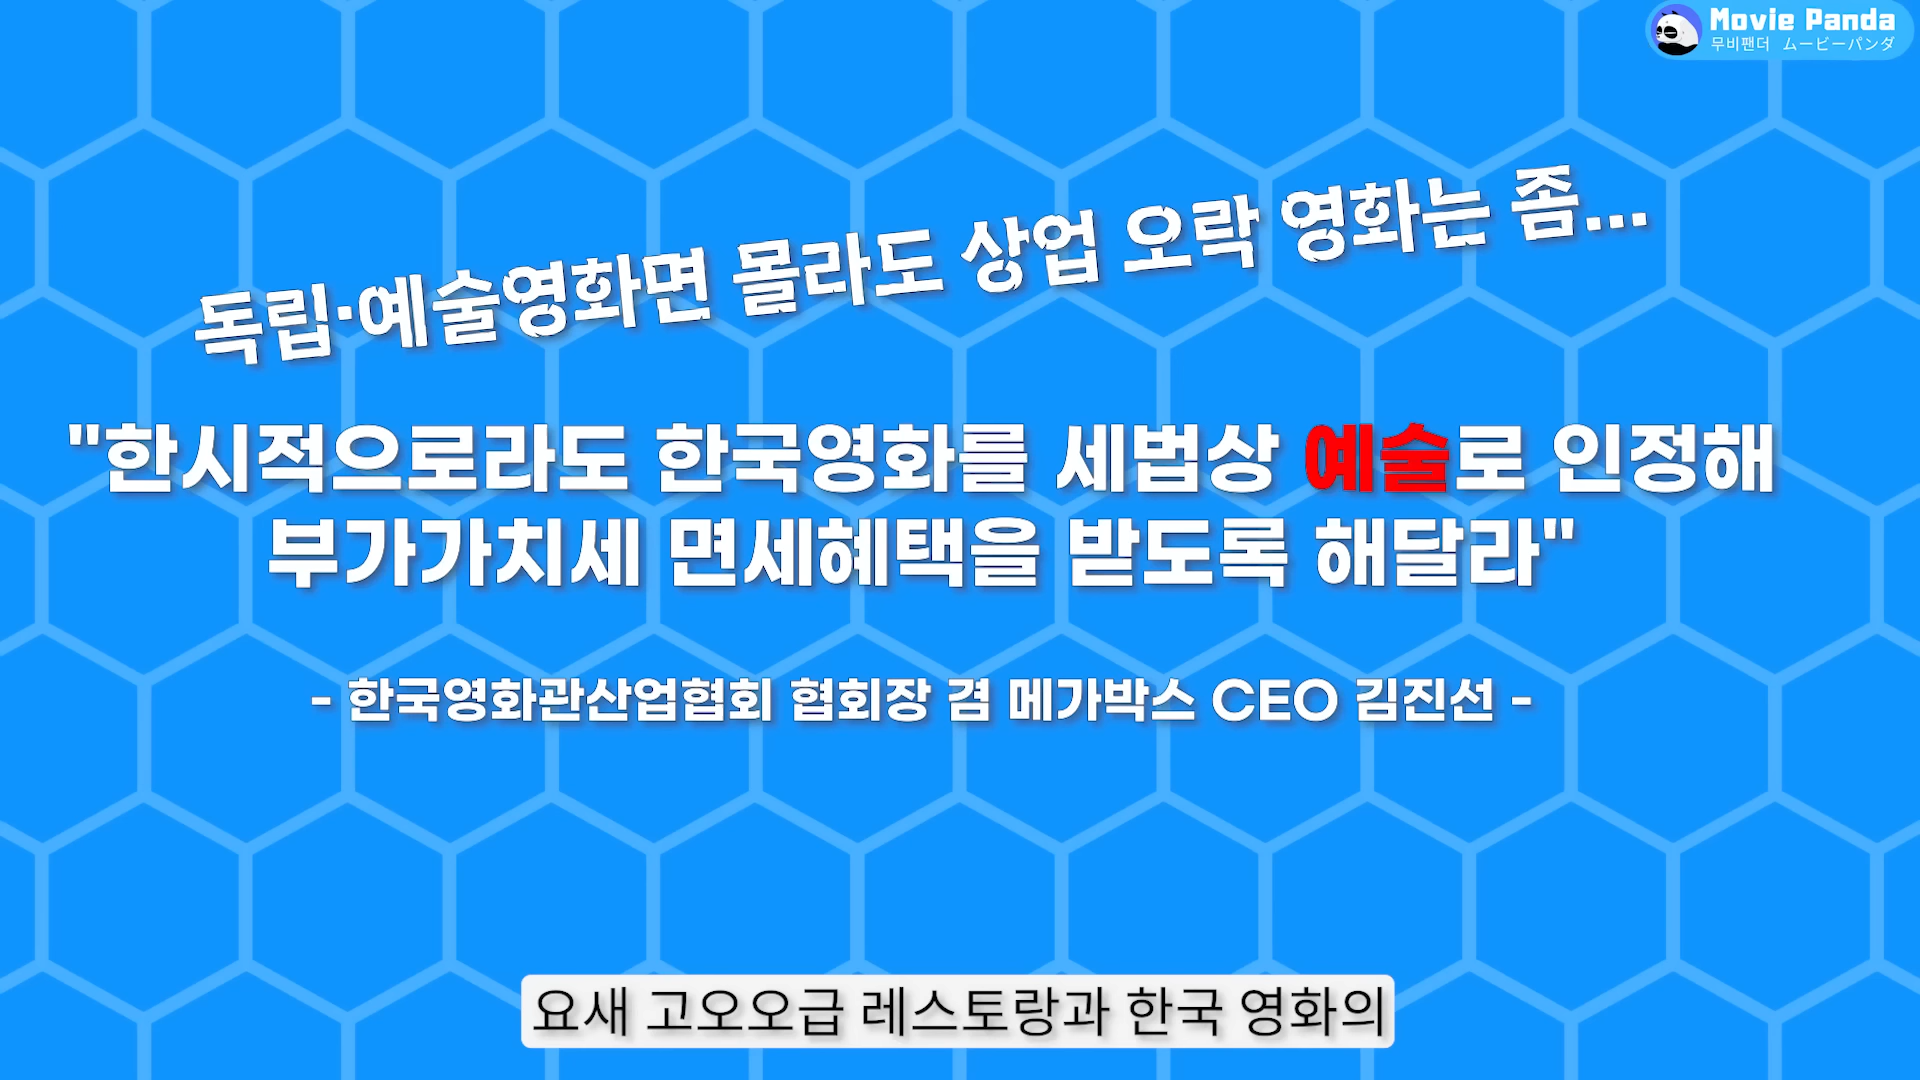 Movie Panda
무비팬더 ムービーパンダ
독립·예술영화면 몰라도 상업 오락 영화는 좀...
"한시적으로라도 한국영화를 세법상 예술로 인정해
부가가치세 면세혜택을 받도록 해달라"
- 한국영화관산업협회 협회장 겸 메가박스 CEO 김진선 -
요새 고오오급 레스토랑과 한국 영화의